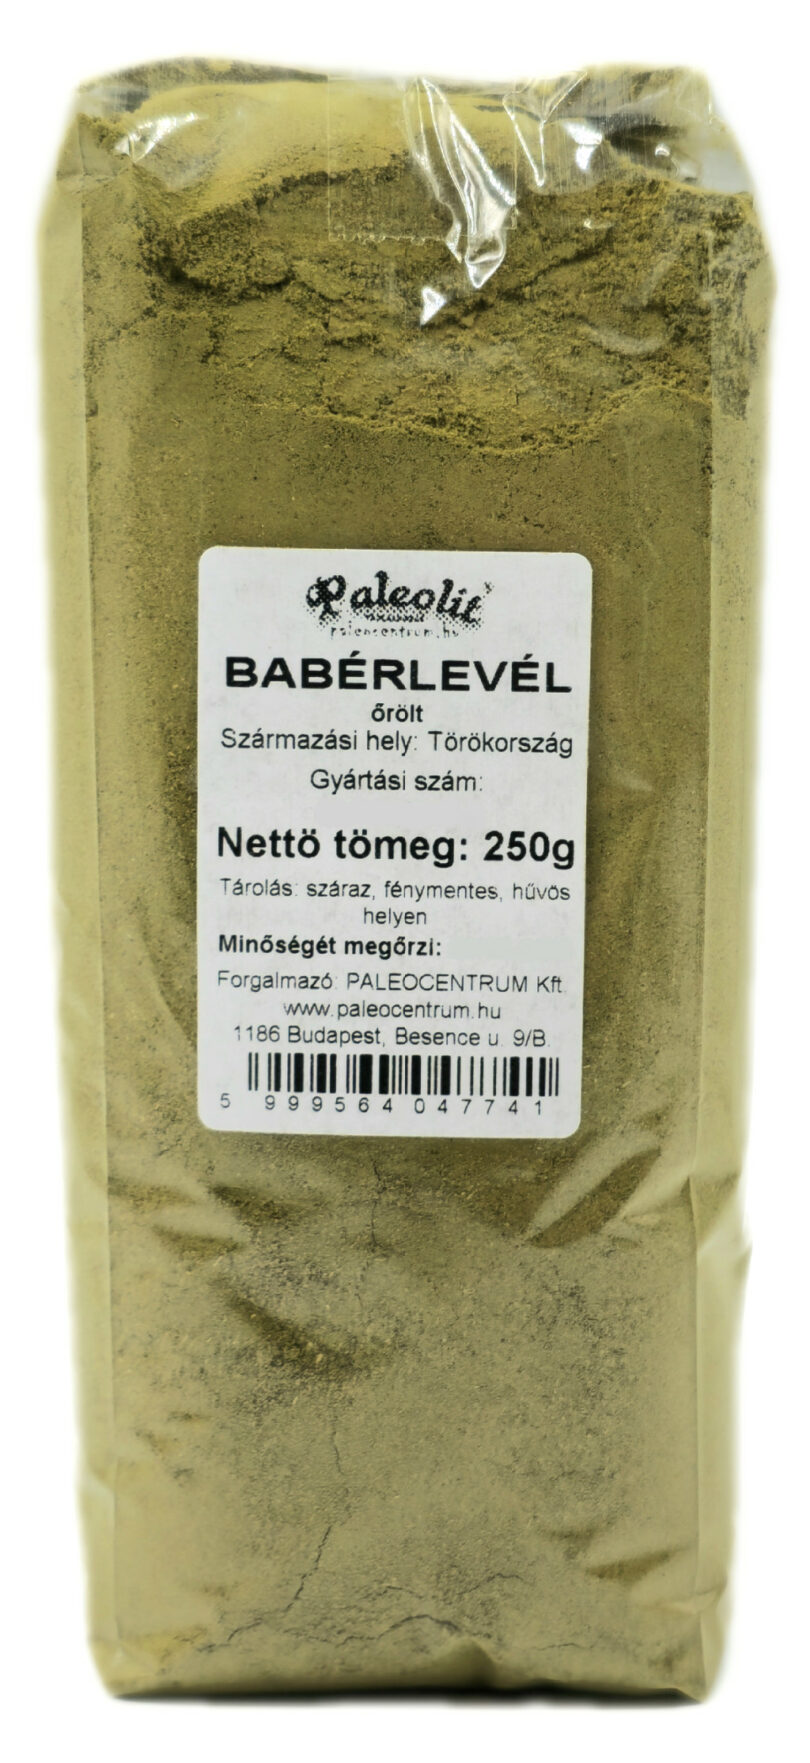 Paleolit
paleocentrum.hu
BABÉRLEVÉL
őrölt
Származási hely: Törökország
Gyártási szám:
Nettö tömeg: 250g
Tárolás: száraz, fénymentes, hűvös
helyen
Minőségét megőrzi:
Forgalmazó: PALEOCENTRUM Kft.
www.paleocentrum.hu
1186 Budapest, Besence u. 9/B.
5 999564 047741